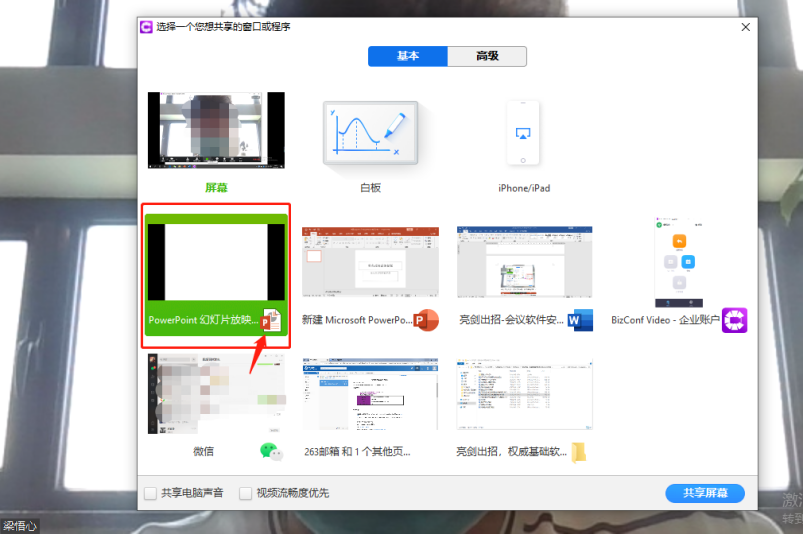 选择一个您想共享的窗口或程序
基本
高级
屏幕
白板
iPhone/iPad
PowerPoint 幻灯片放映...
新建 Microsoft PowerPo...
亮剑出招-会议软件安...
BizConf Video - 企业账户
微信
263邮箱 和 1 个其他页...
亮剑出招，权威基础软...
共享电脑声音
视频流畅度优先
共享屏幕
激
转到
梁悟心